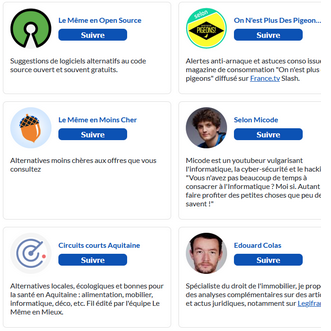 Le Même en Open Source
Suivre
Suggestions de logiciels alternatifs au code
source ouvert et souvent gratuits.
selon
PIGEONS!
On N'est Plus Des Pigeon...
Suivre
Alertes anti-arnaque et astuces conso
magazine de consommation "On n'est plus
pigeons" diffusé sur France.tv Slash.
Le Même en Moins Cher
Suivre
Alternatives moins chères aux offres que vous
consultez
Selon Micode
Suivre
Micode est un youtubeur vulgarisant
l'informatique, la cyber-sécurité et le
"Vous n'avez pas beaucoup de temps à
consacrer à l'Informatique ? Moi si. Autant
faire profiter des petites choses que peu de
savent !"
Circuits courts Aquitaine
Suivre
Alternatives locales, écologiques et bonnes pour
la santé en Aquitaine : alimentation, mobilier,
informatique, déco, etc. Fil édité par l'équipe Le
Même en Mieux.
Edouard Colas
Suivre
Spécialiste du droit de l'immobilier, je
des analyses complémentaires sur des
et actus juridiques, notamment sur